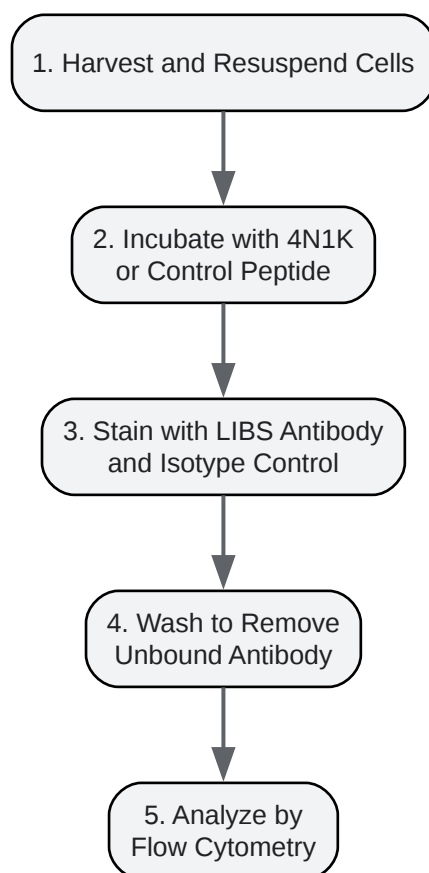 1. Harvest and Resuspend Cells
2. Incubate with 4N1K
or Control Peptide
3. Stain with LIBS Antibody
and Isotype Control
4. Wash to Remove
Unbound Antibody
5. Analyze by
Flow Cytometry